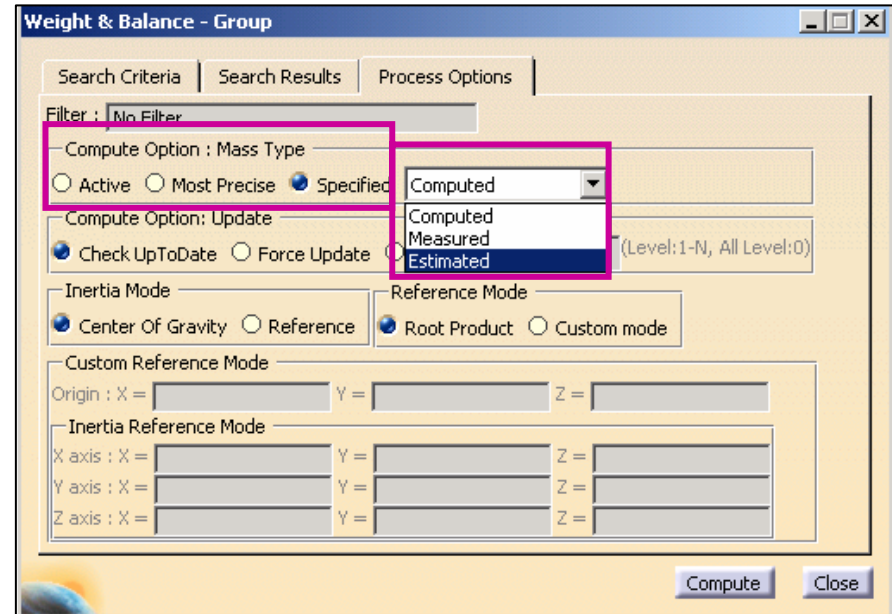 Weight & Balance - Group
Search Criteria Search Results Process Options
Filter : No Filter
Compute Option : Mass Type
Active Most Precise Specified Computed
Computed
Compute Option: Update
Measured
Check UpToDate Force Update (Level:1-N, All Level:0)
Estimated
Inertia Mode Reference Mode
Center Of Gravity Reference Root Product Custom mode
Custom Reference Mode
Origin : X = Y = Z =
Inertia Reference Mode
X axis : X = Y = Z =
Y axis : X = Y = Z =
Z axis : X = Y = Z =
Compute Close